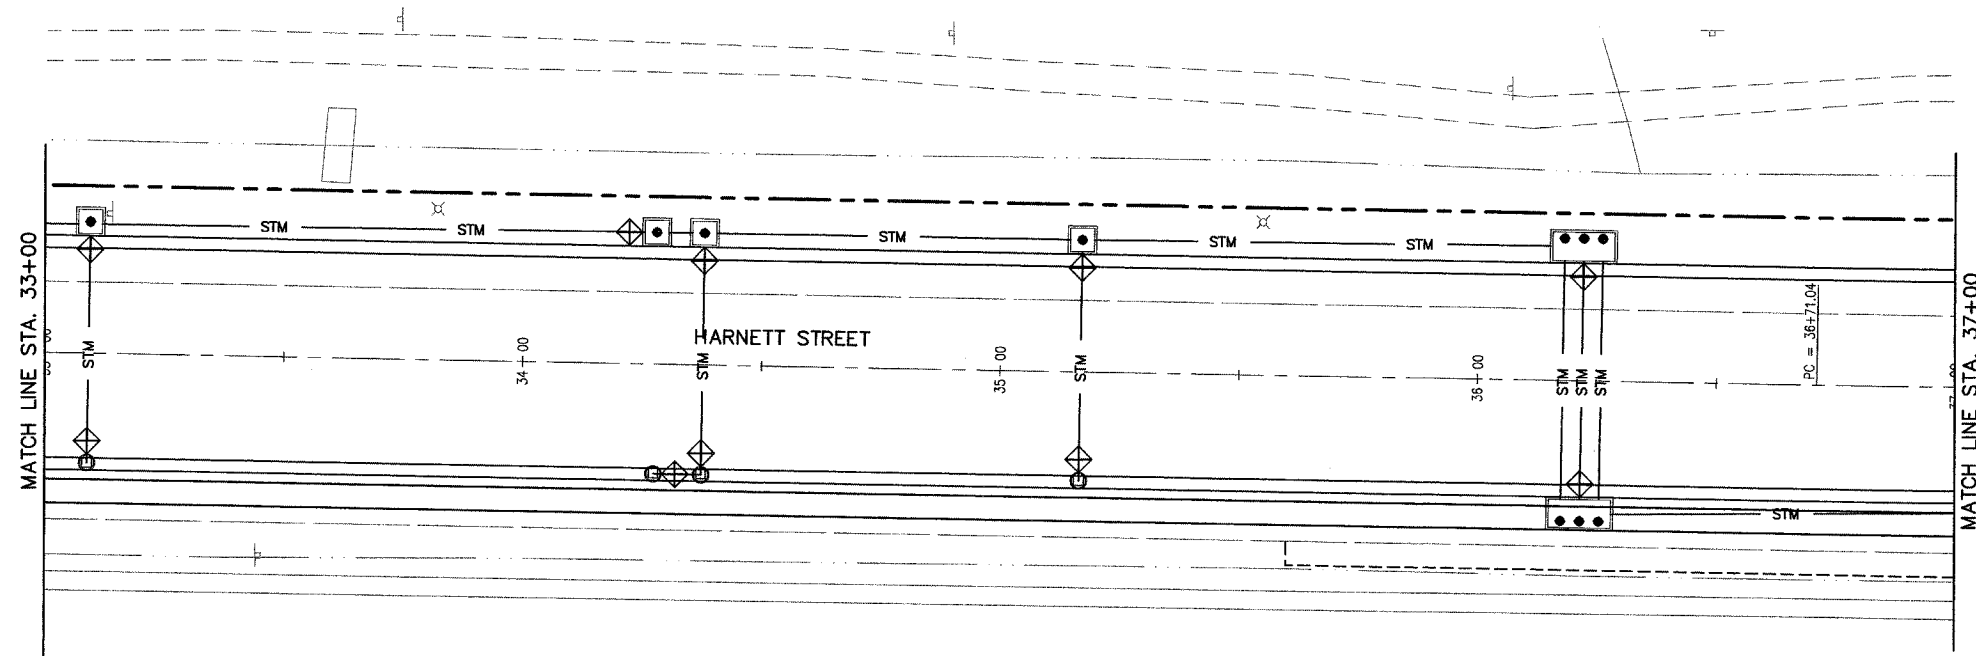 MATCH LINE STA. 33+00
STM
STM
STM
STM
STM
HARNETT STREET
STM
STM
STM
STM
STM
STM
34+00
35+00
36+00
PC = 36+71.04
STM
MATCH LINE STA. 37+00